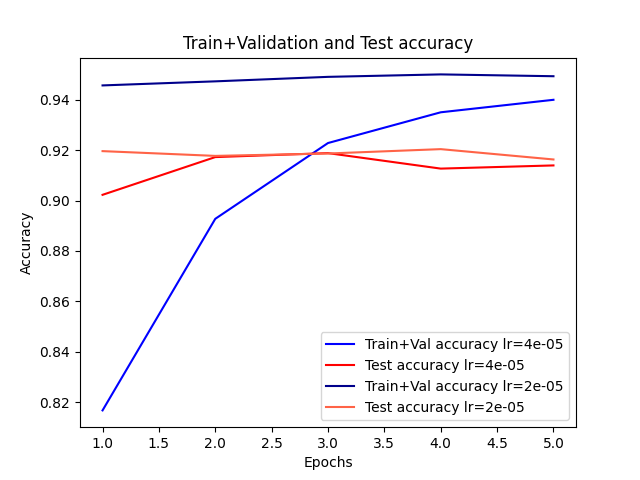 Train+Validation and Test accuracy
Accuracy
0.94
0.92
0.90
0.88
0.86
0.84
0.82
Train+Val accuracy lr=4e-05
Test accuracy lr=4e-05
Train+Val accuracy lr=2e-05
Test accuracy lr=2e-05
1.0 1.5 2.0 2.5 3.0 3.5 4.0 4.5 5.0
Epochs